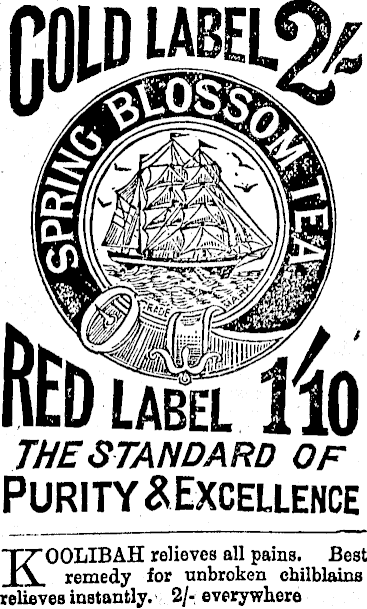 GOLD LABEL 2/-
SPRING BLOSSOM TEA
TRADE
RED LABEL 1/10
THE STANDARD OF
PURITY & EXCELLENCE
KOOLIBAH relieves all pains. Best
remedy for unbroken chilblains
relieves instantly. 2/- everywhere